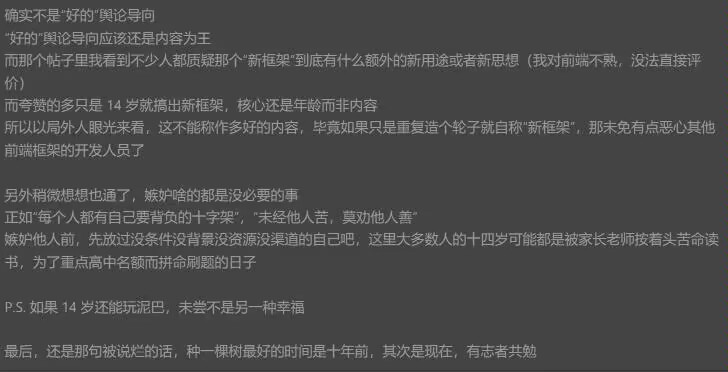 确实不是“好的”舆论导向
“好的”舆论导向应该还是内容为王
而那个帖子里我看到不少人都质疑那个“新框架”到底有什么额外的新用途或者新思想（我对前端不熟，没法直接评
价）
而夸赞的多只是 14 岁就搞出新框架，核心还是年龄而非内容
所以以局外人眼光来看，这不能称作多好的内容，毕竟如果只是重复造个轮子就自称“新框架”，那未免有点恶心其他
前端框架的开发人员了
另外稍微想想也通了，嫉妒啥的都是没必要的事
正如“每个人都有自己要背负的十字架”，“未经他人苦，莫劝他人善”
嫉妒他人前，先放过没条件没背景没资源没渠道的自己吧，这里大多数人的十四岁可能都是被家长老师按着头苦命读
书，为了重点高中名额而拼命刷题的日子
P.S. 如果 14 岁还能玩泥巴，未尝不是另一种幸福
最后，还是那句被说烂的话，种一棵树最好的时间是十年前，其次是现在，有志者共勉